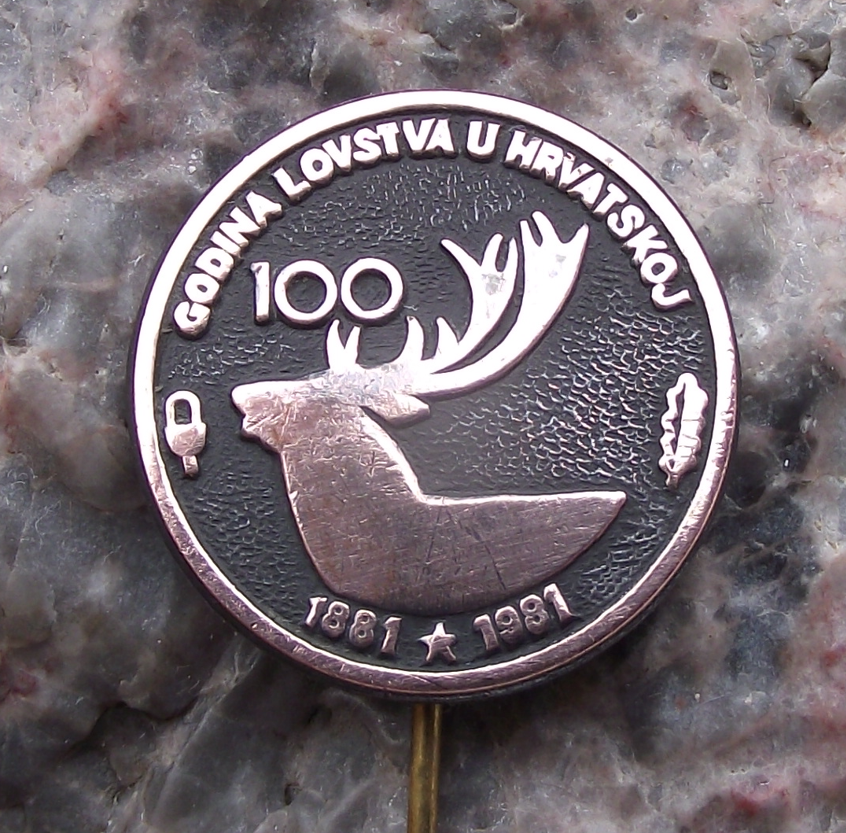 GODINA LOVSTVA U HRVATSKOJ
100
1881 ★ 1981